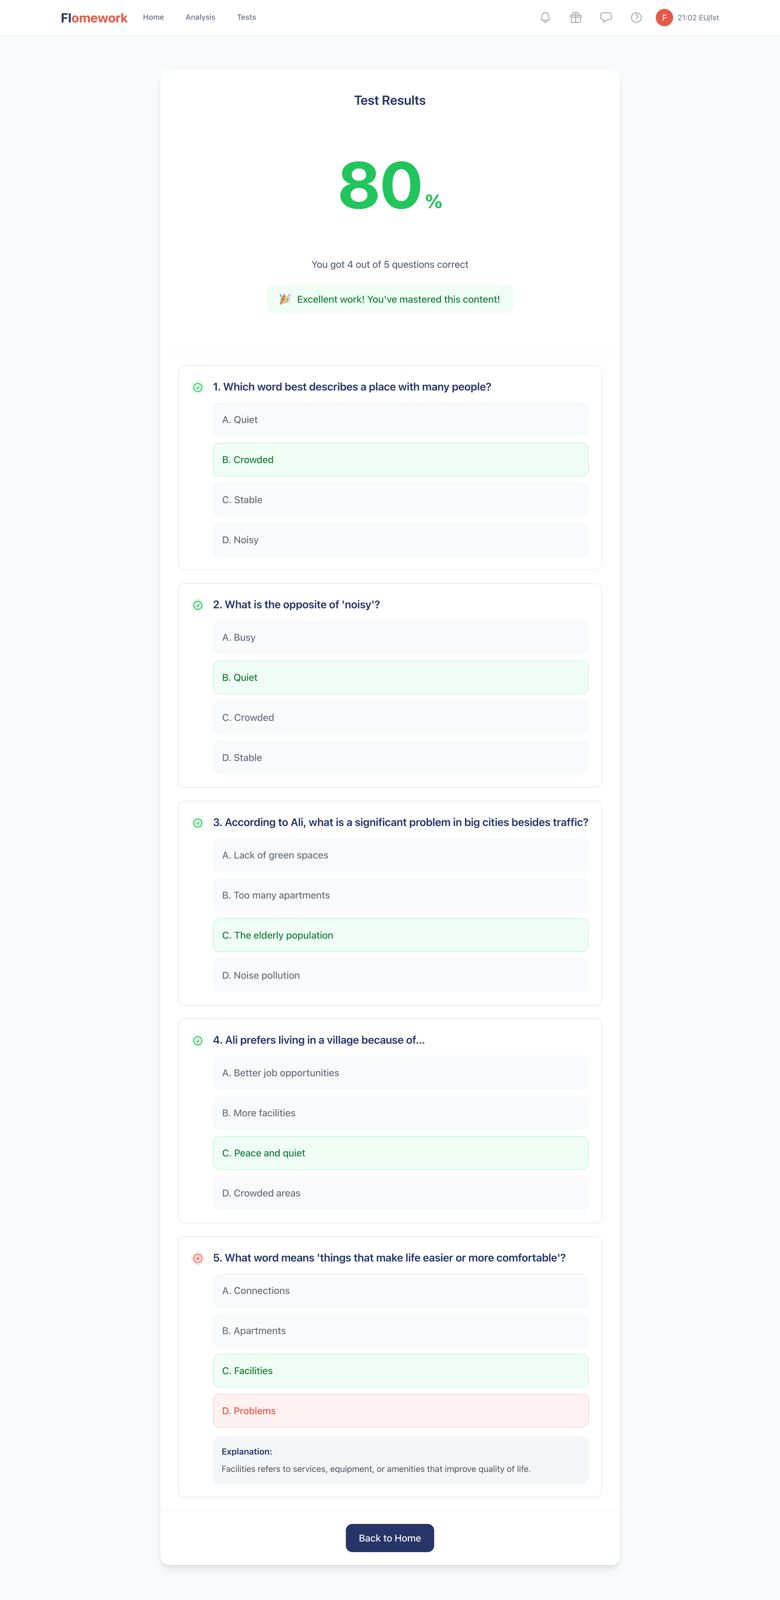 Flomework Home Analysis Tests F 21:02 EU/Ist
Test Results
80%
You got 4 out of 5 questions correct
🎉 Excellent work! You've mastered this content!
1. Which word best describes a place with many people?
A. Quiet
B. Crowded
C. Stable
D. Noisy
2. What is the opposite of 'noisy'?
A. Busy
B. Quiet
C. Crowded
D. Stable
3. According to Ali, what is a significant problem in big cities besides traffic?
A. Lack of green spaces
B. Too many apartments
C. The elderly population
D. Noise pollution
4. Ali prefers living in a village because of...
A. Better job opportunities
B. More facilities
C. Peace and quiet
D. Crowded areas
5. What word means 'things that make life easier or more comfortable'?
A. Connections
B. Apartments
C. Facilities
D. Problems
Explanation:
Facilities refers to services, equipment, or amenities that improve quality of life.
Back to Home